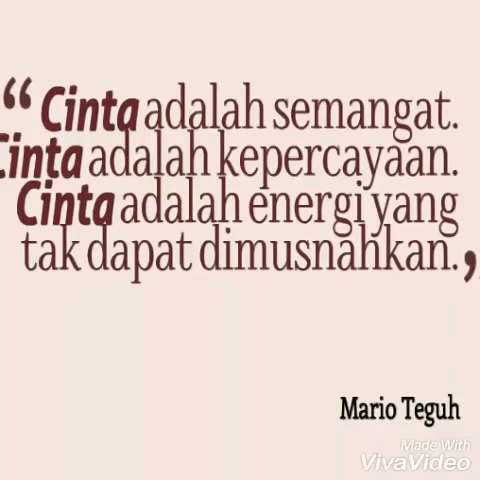 “ Cinta adalah semangat.
Cinta adalah kepercayaan.
Cinta adalah energi yang
tak dapat dimusnahkan. ,
Mario Teguh
Made With
VivaVideo